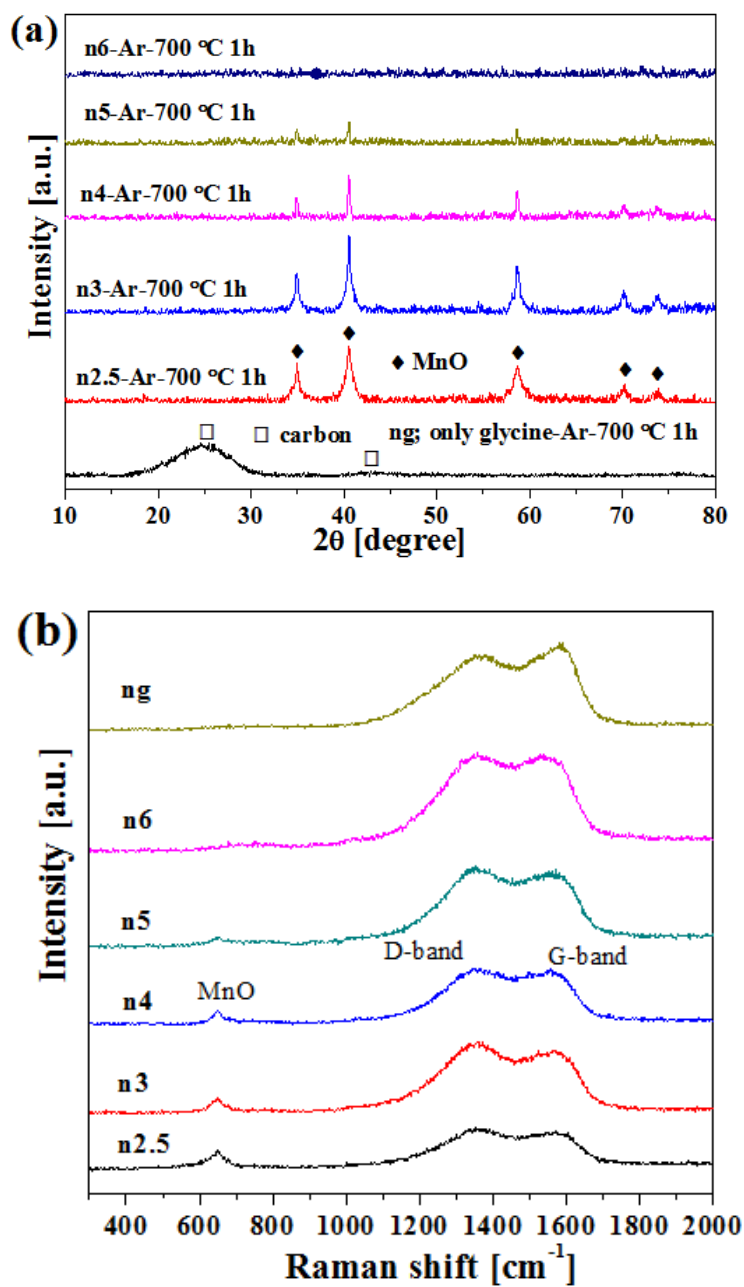 (a)
n6-Ar-700 °C 1h
n5-Ar-700 °C 1h
n4-Ar-700 °C 1h
n3-Ar-700 °C 1h
n2.5-Ar-700 °C 1h
♦ MnO
□ carbon
ng; only glycine-Ar-700 °C 1h
Intensity [a.u.]
10 20 30 40 50 60 70 80
2θ [degree]
(b)
ng
n6
n5
D-band
G-band
n4
MnO
n3
n2.5
Intensity [a.u.]
400 600 800 1000 1200 1400 1600 1800 2000
Raman shift [cm⁻¹]